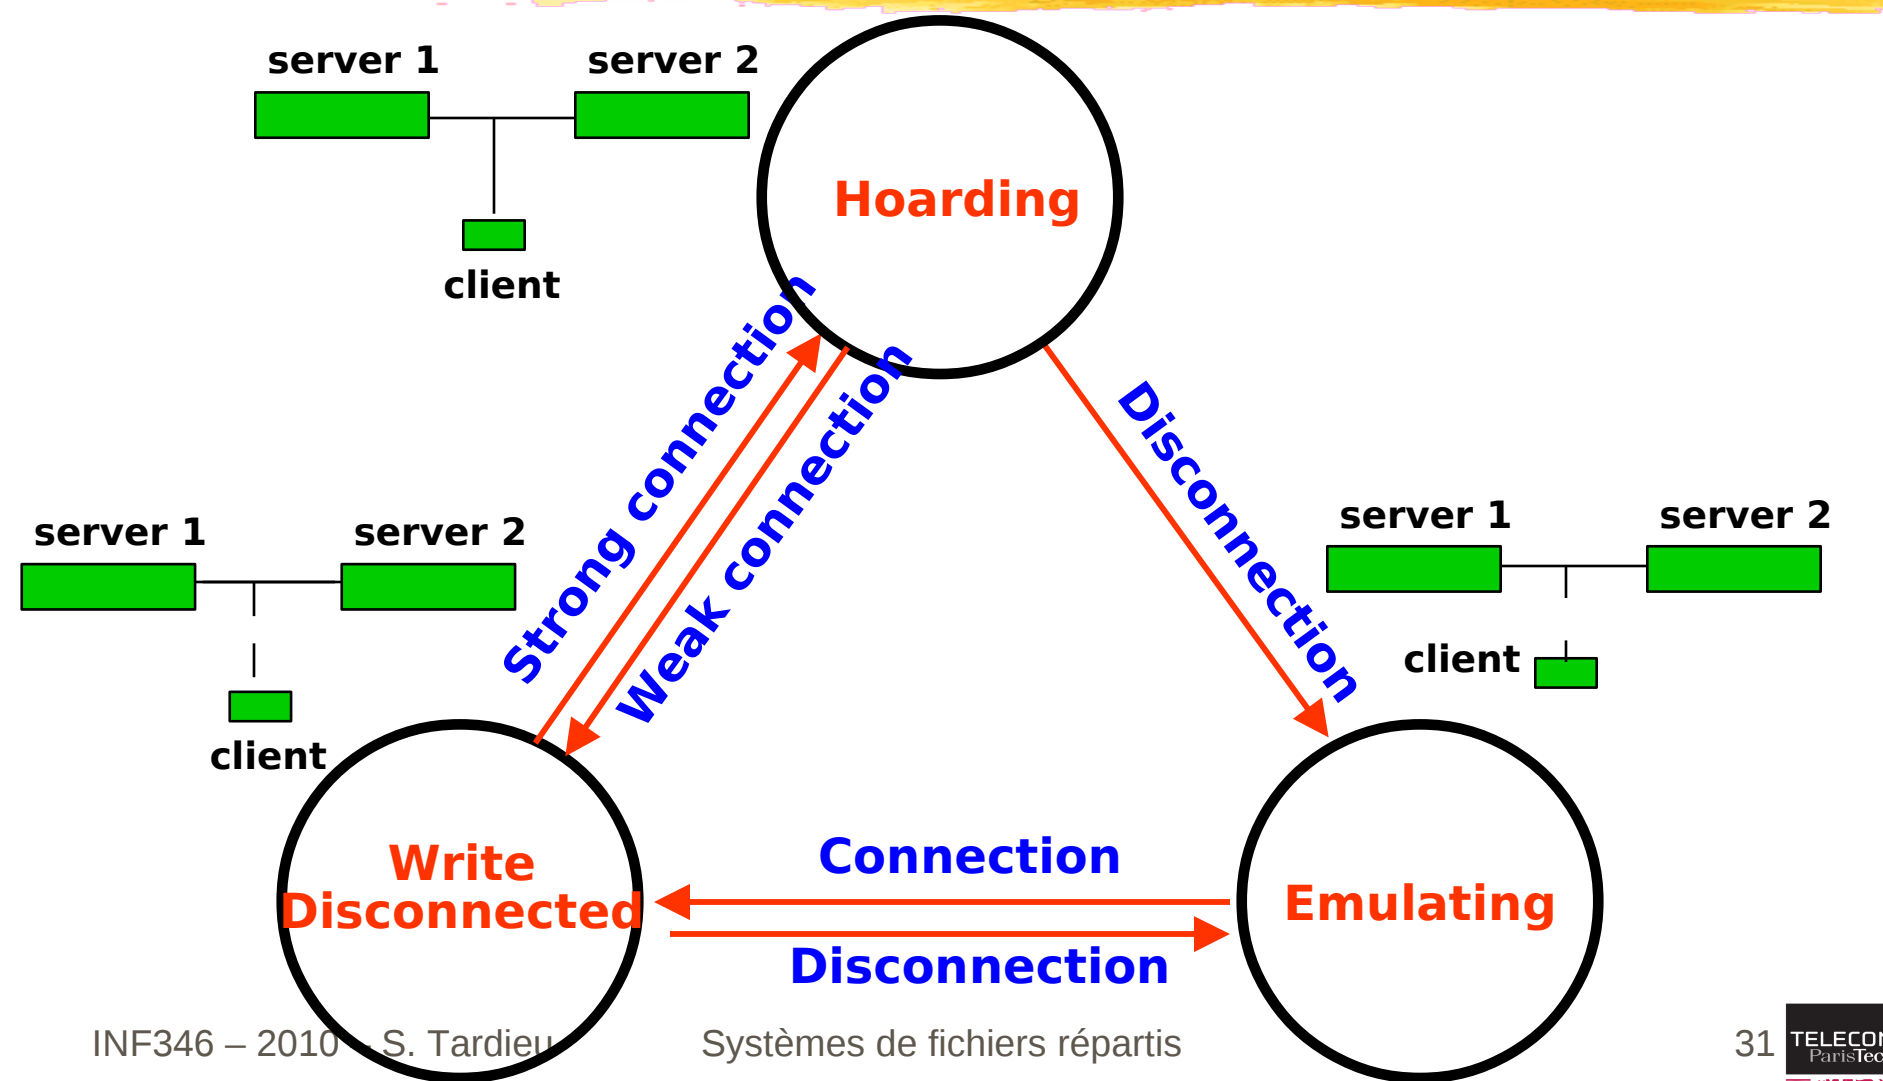 server 1
server 2
Hoarding
client
Strong connection
Weak connection
Disconnection
server 1
server 2
client
server 1
server 2
client
Write
Disconnected
Connection
Disconnection
Emulating
INF346 – 2010 – S. Tardieu
Systèmes de fichiers répartis
31
TELECOM
ParisTec